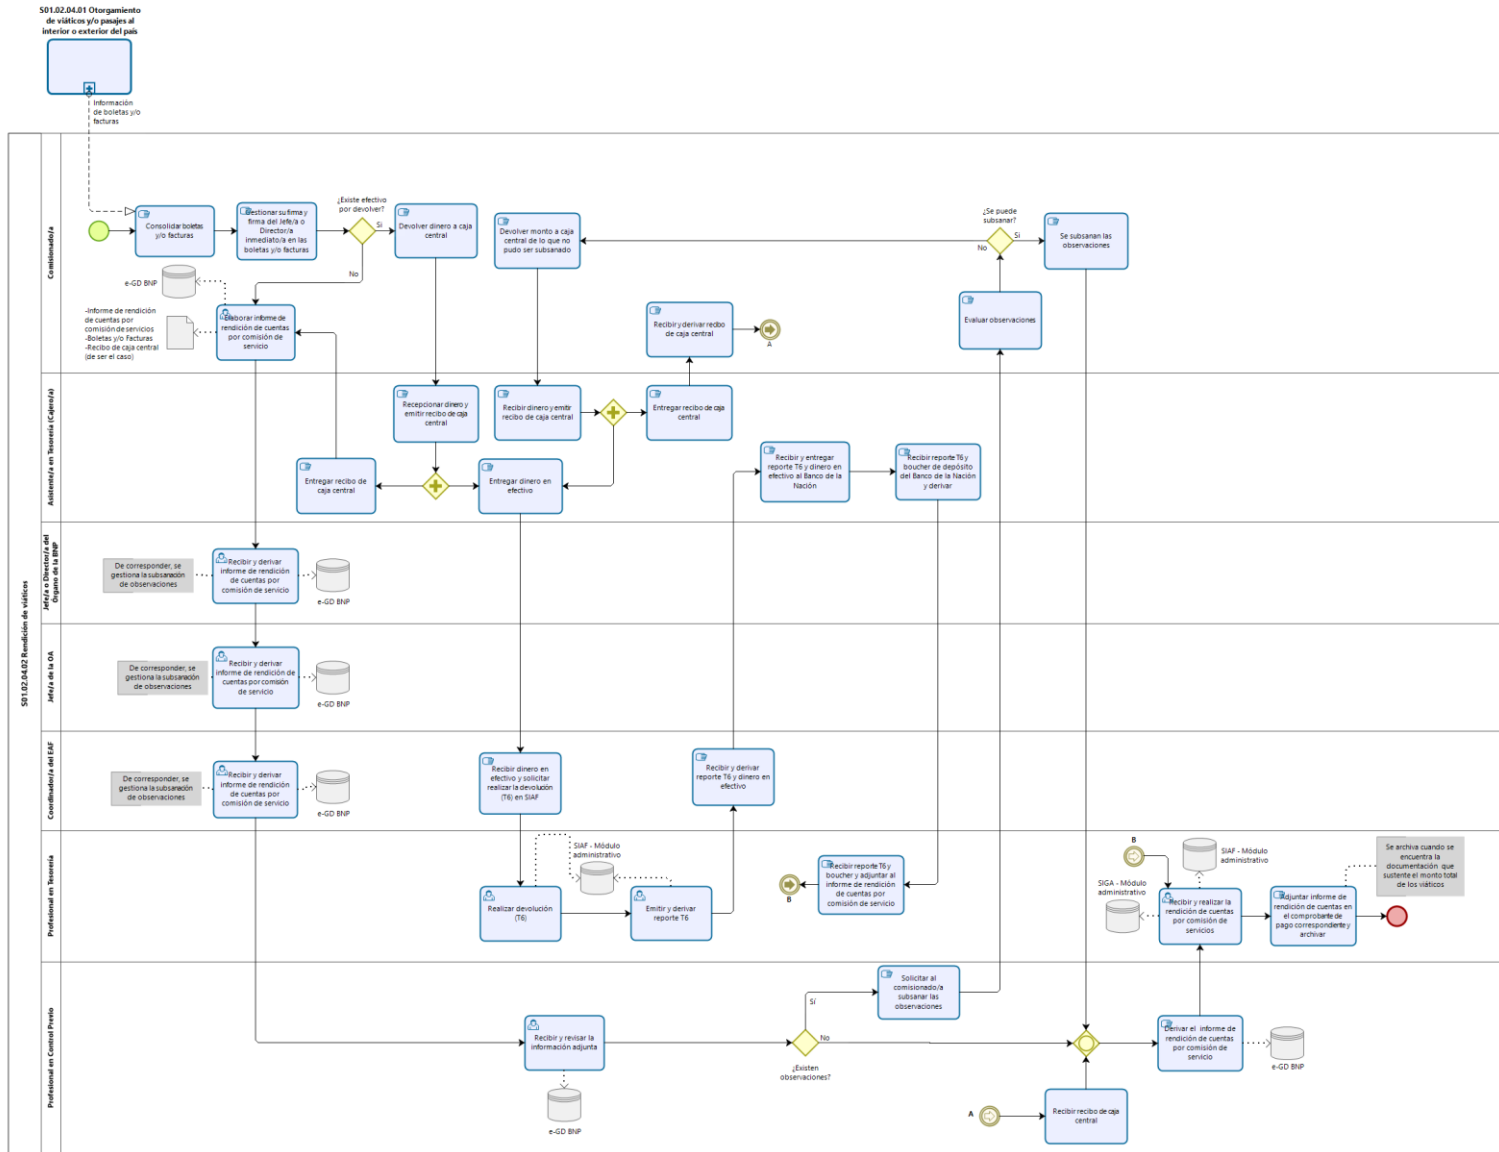 S01.02.04.01 Otorgamiento
de viáticos y/o pasajes al
interior o exterior del país
Información
de boletas y/o
facturas
S01.02.04.02 Rendición de viáticos
Comisionado/a
Consolidar boletas
y/o facturas
Gestionar su firma y
firma del Jefe/a o
Director/a
inmediato/a en las
boletas y/o facturas
¿Existe efectivo
por devolver?
Si
No
Devolver dinero a caja
central
Devolver monto a caja
central de lo que no
pudo ser subsanado
¿Se puede
subsanar?
Si
No
Se subsanan las
observaciones
e-GD BNP
-Informe de rendición
de cuentas por
comisión de servicios
-Boletas y/o Facturas
-Recibo de caja central
(de ser el caso)
Elaborar informe de
rendición de cuentas
por comisión de
servicio
Recibir y derivar recibo
de caja central
A
Evaluar observaciones
Asistente/a en Tesorería (Cajero/a)
Recepcionar dinero y
emitir recibo de caja
central
Recibir dinero y emitir
recibo de caja central
Entregar recibo de caja
central
Entregar recibo de
caja central
Entregar dinero en
efectivo
Recibir y entregar
reporte T6 y dinero en
efectivo al Banco de la
Nación
Recibir reporte T6 y
boucher de depósito
del Banco de la Nación
y derivar
Jefe/a o Director/a del
Órgano de la BNP
De corresponder, se
gestiona la subsanación
de observaciones
Recibir y derivar
informe de rendición
de cuentas por
comisión de servicio
e-GD BNP
Jefe/a de la OA
De corresponder, se
gestiona la subsanación
de observaciones
Recibir y derivar
informe de rendición de
cuentas por comisión
de servicio
e-GD BNP
Coordinador/a del EAF
De corresponder, se
gestiona la subsanación
de observaciones
Recibir y derivar
informe de rendición
de cuentas por
comisión de servicio
e-GD BNP
Recibir dinero en
efectivo y solicitar
realizar la devolución
(T6) en SIAF
Recibir y derivar
reporte T6 y dinero en
efectivo
Profesional en Tesorería
SIAF - Módulo
administrativo
Realizar devolución
(T6)
Emitir y derivar
reporte T6
B
Recibir reporte T6 y
boucher y adjuntar al
informe de rendición
de cuentas por
comisión de servicio
B
SIAF - Módulo
administrativo
SIGA - Módulo
administrativo
Recibir y realizar la
rendición de cuentas
por comisión de
servicios
Adjuntar informe de
rendición de cuentas en
el comprobante de
pago correspondiente y
archivar
Se archiva cuando se
encuentra la
documentación que
sustente el monto total
de los viáticos
Profesional en Control Previo
Recibir y revisar la
información adjunta
e-GD BNP
¿Existen
observaciones?
Sí
No
Solicitar al
comisionado/a
subsanar las
observaciones
Derivar el informe de
rendición de cuentas
por comisión de
servicio
e-GD BNP
A
Recibir recibo de caja
central